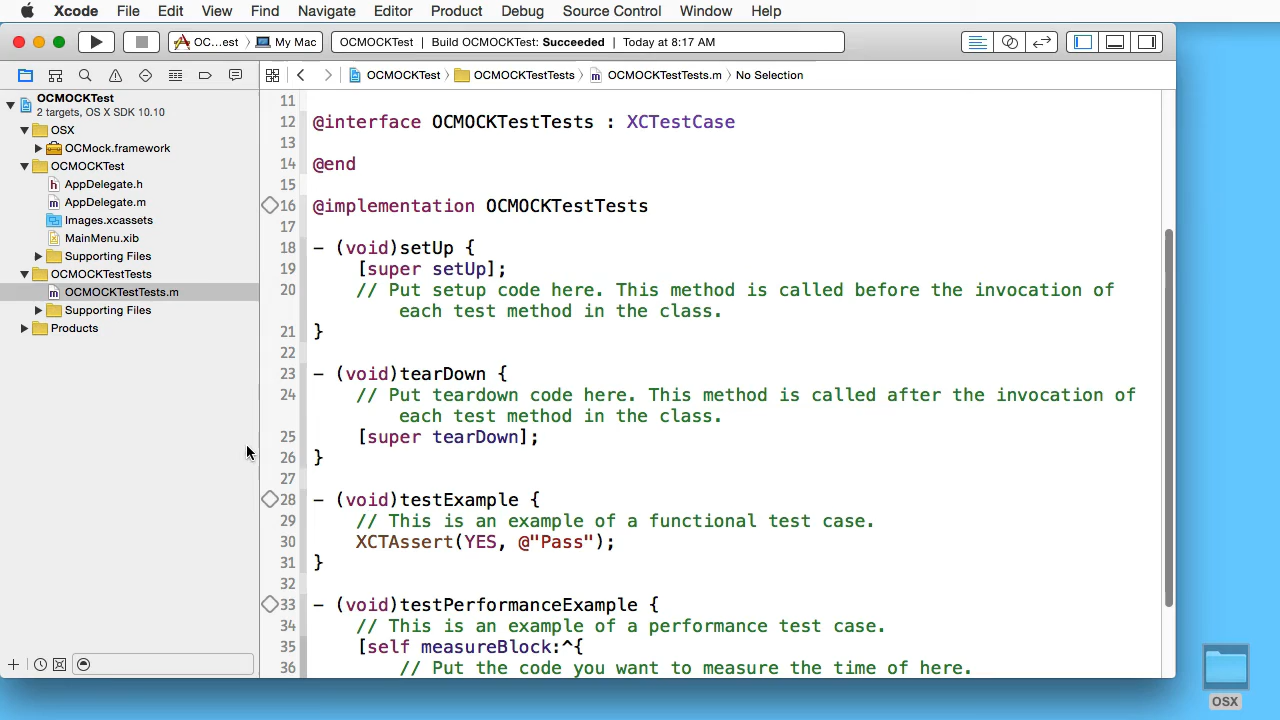 Xcode File Edit View Find Navigate Editor Product Debug Source Control Window Help
OC...est My Mac OCMOCKTest | Build OCMOCKTest: Succeeded | Today at 8:17 AM
OCMOCKTest OCMOCKTestTests OCMOCKTestTests.m No Selection
OCMOCKTest
2 targets, OS X SDK 10.10
OSX
OCMock.framework
OCMOCKTest
AppDelegate.h
AppDelegate.m
Images.xcassets
MainMenu.xib
Supporting Files
OCMOCKTestTests
OCMOCKTestTests.m
Supporting Files
Products
11
12 @interface OCMOCKTestTests : XCTestCase
13
14 @end
15
16 @implementation OCMOCKTestTests
17
18 - (void)setUp {
19 [super setUp];
20 // Put setup code here. This method is called before the invocation of
each test method in the class.
21 }
22
23 - (void)tearDown {
24 // Put teardown code here. This method is called after the invocation of
each test method in the class.
25 [super tearDown];
26 }
27
28 - (void)testExample {
29 // This is an example of a functional test case.
30 XCTAssert(YES, @"Pass");
31 }
32
33 - (void)testPerformanceExample {
34 // This is an example of a performance test case.
35 [self measureBlock:^{
36 // Put the code you want to measure the time of here.
OSX